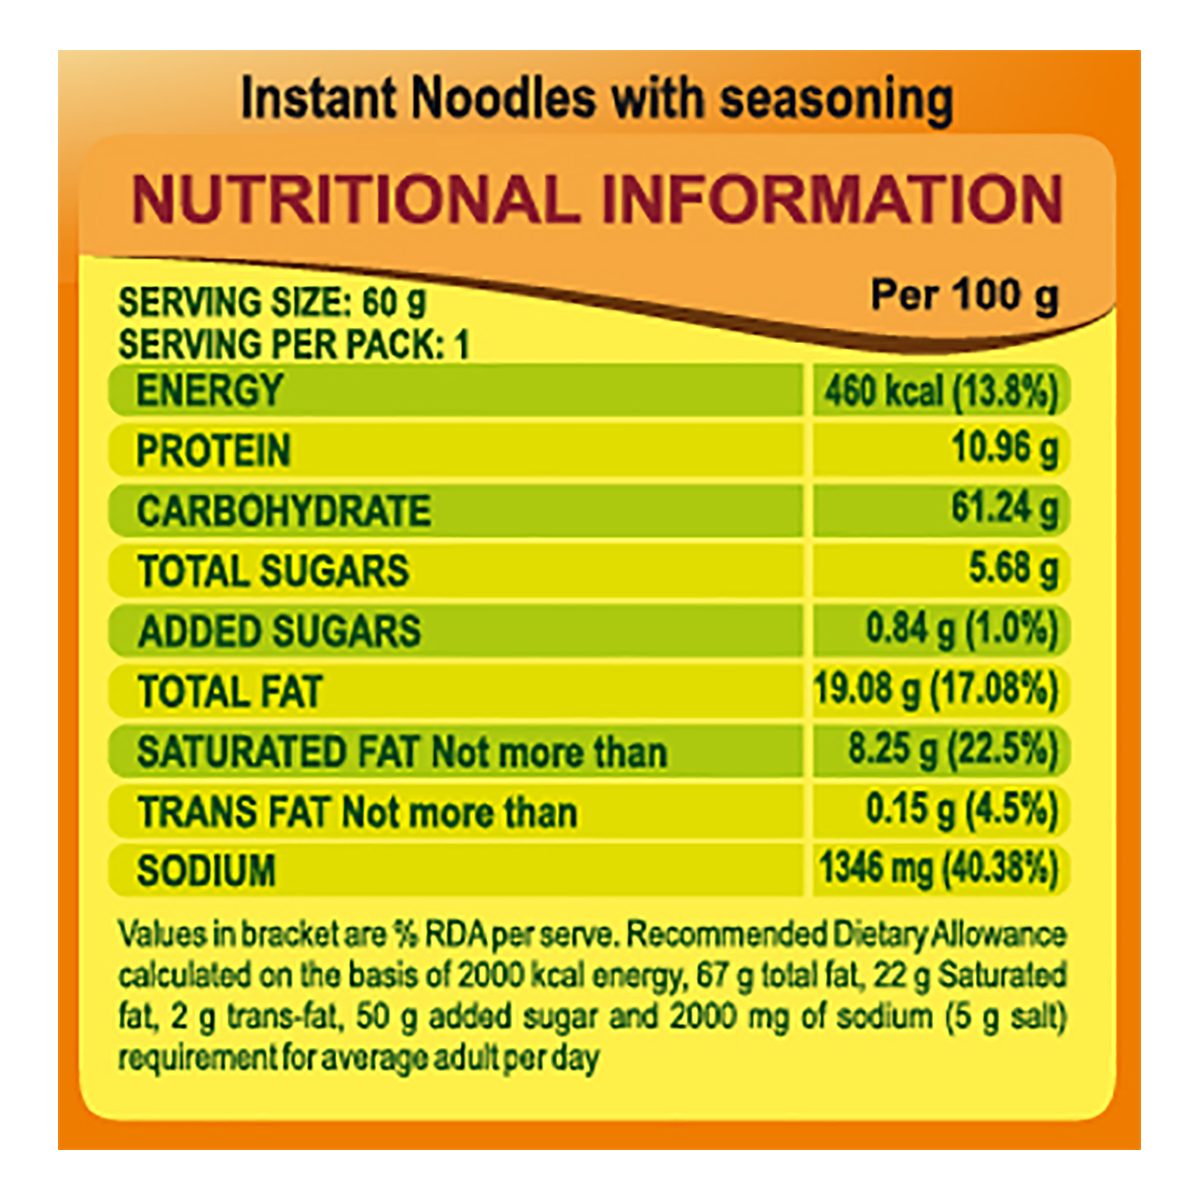 Instant Noodles with seasoning
NUTRITIONAL INFORMATION
Per 100 g
SERVING SIZE: 60 g
SERVING PER PACK: 1
ENERGY 460 kcal (13.8%)
PROTEIN 10.96 g
CARBOHYDRATE 61.24 g
TOTAL SUGARS 5.68 g
ADDED SUGARS 0.84 g (1.0%)
TOTAL FAT 19.08 g (17.08%)
SATURATED FAT Not more than 8.25 g (22.5%)
TRANS FAT Not more than 0.15 g (4.5%)
SODIUM 1346 mg (40.38%)
Values in bracket are % RDA per serve. Recommended Dietary Allowance
calculated on the basis of 2000 kcal energy, 67 g total fat, 22 g Saturated
fat, 2 g trans-fat, 50 g added sugar and 2000 mg of sodium (5 g salt)
requirement for average adult per day